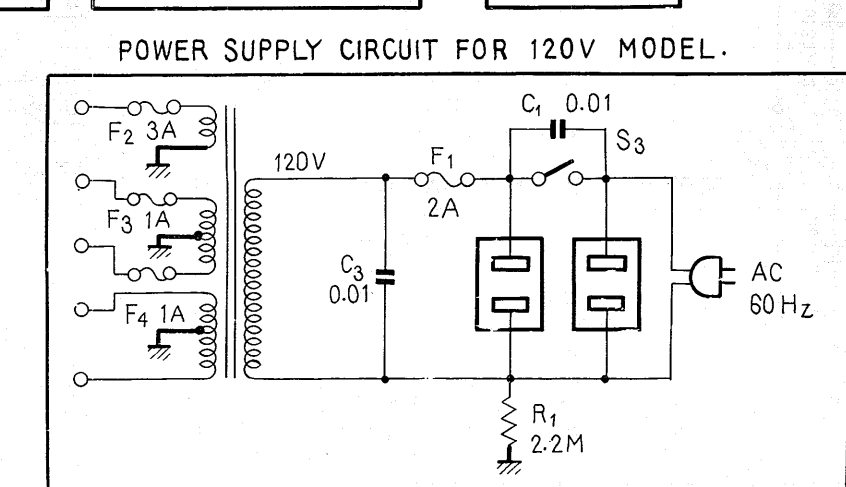 POWER SUPPLY CIRCUIT FOR 120V MODEL.
C1 0.01
F2 3A
S3
120V
F1
2A
F3 1A
C3
0.01
AC
60Hz
F4 1A
R1
2.2M